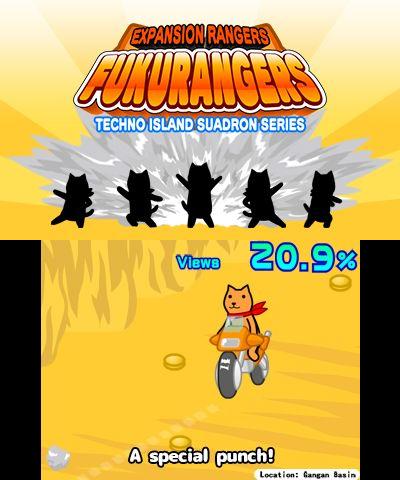 EXPANSION RANGERS
FUKURANGERS
TECHNO ISLAND SUADRON SERIES
Views 20.9%
A special punch!
Location: Gangan Basin